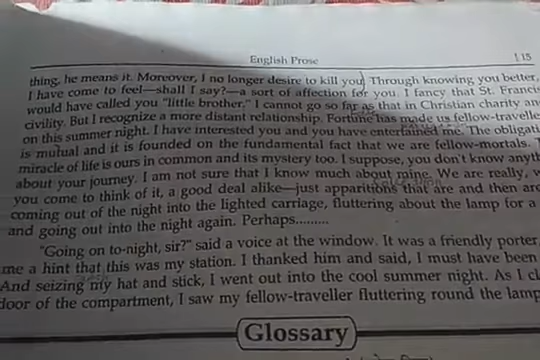 English Prose
[ 15
thing, he means it. Moreover, I no longer desire to kill you. Through knowing you better,
I have come to feel—shall I say?—a sort of affection for you. I fancy that St. Francis
would have called you "little brother." I cannot go so far as that in Christian charity and
civility. But I recognize a more distant relationship. Fortune has made us fellow-travelle
on this summer night. I have interested you and you have entertained me. The obligati
is mutual and it is founded on the fundamental fact that we are fellow-mortals.
miracle of life is ours in common and its mystery too. I suppose, you don't know anyth
about your journey. I am not sure that I know much about mine. We are really, w
you come to think of it, a good deal alike—just apparitions that are and then are
coming out of the night into the lighted carriage, fluttering about the lamp for a
and going out into the night again. Perhaps.........
"Going on to-night, sir?" said a voice at the window. It was a friendly porter
me a hint that this was my station. I thanked him and said, I must have been
And seizing my hat and stick, I went out into the cool summer night. As I cl
door of the compartment, I saw my fellow-traveller fluttering round the lamp
Glossary